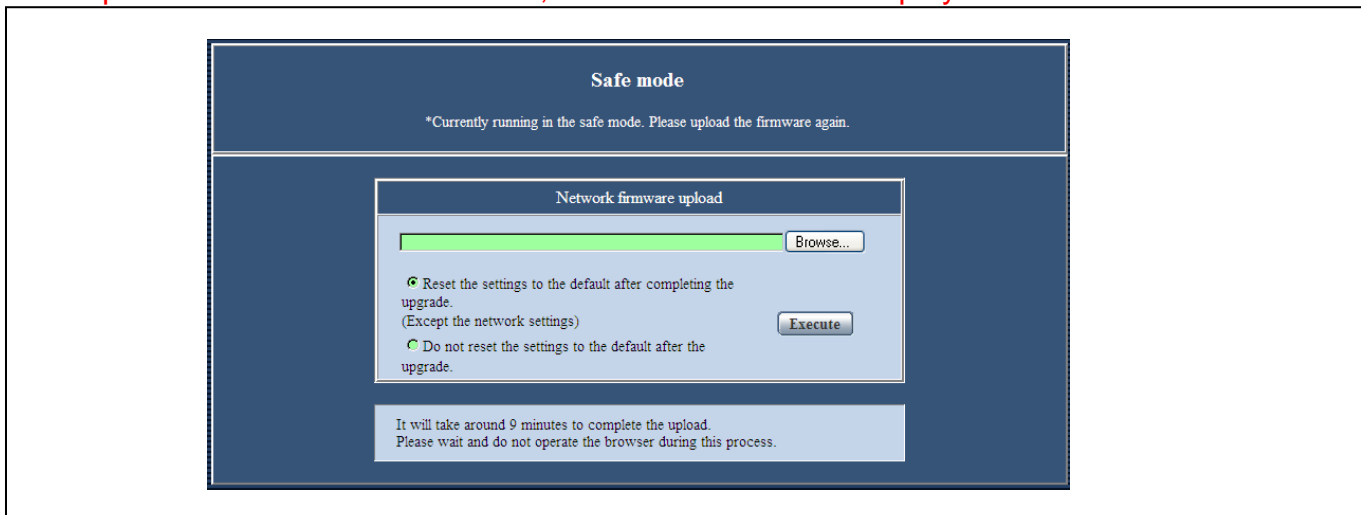 Safe mode
*Currently running in the safe mode. Please upload the firmware again.
Network firmware upload
Browse...
Reset the settings to the default after completing the
upgrade.
(Except the network settings)
Execute
Do not reset the settings to the default after the
upgrade.
It will take around 9 minutes to complete the upload.
Please wait and do not operate the browser during this process.